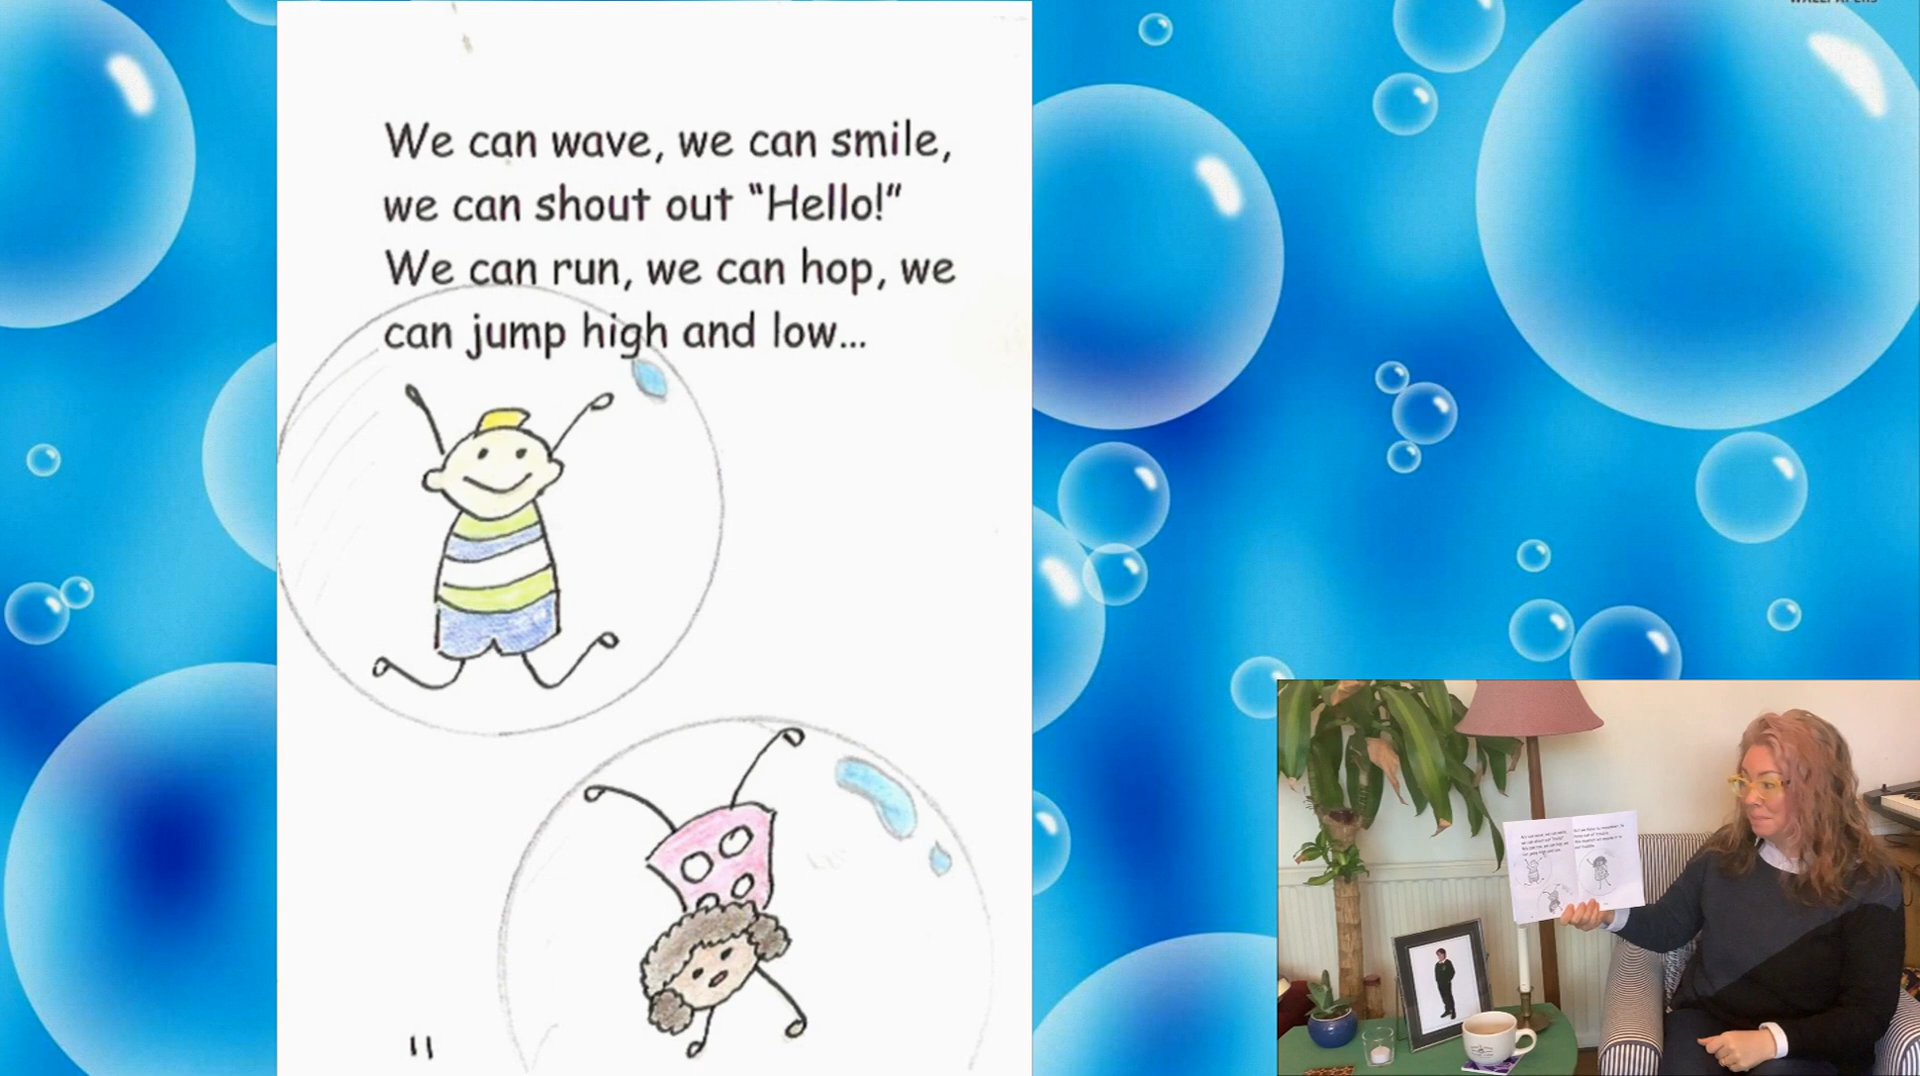 We can wave, we can smile,
we can shout out "Hello!"
We can run, we can hop, we
can jump high and low...
11